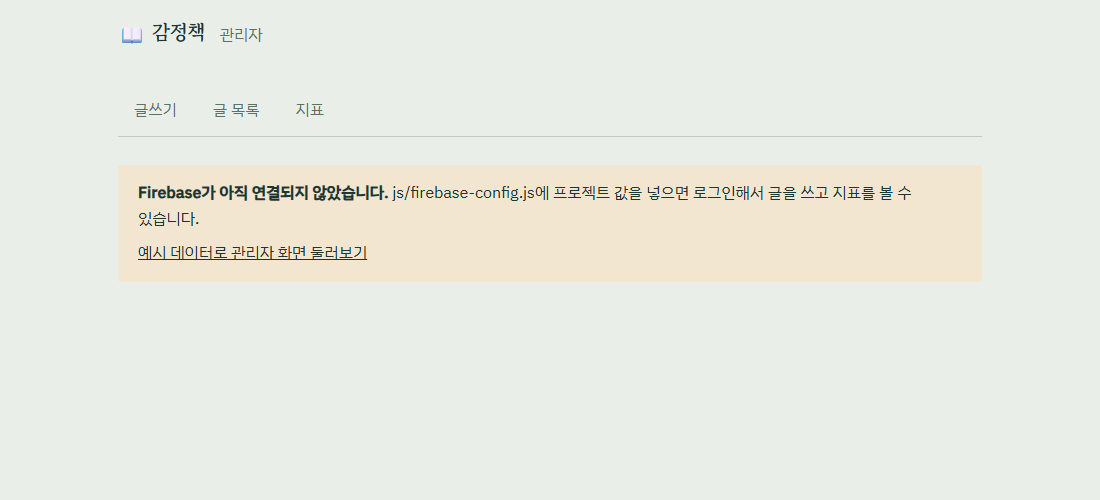 감정책 관리자
글쓰기 글 목록 지표
Firebase가 아직 연결되지 않았습니다. js/firebase-config.js에 프로젝트 값을 넣으면 로그인해서 글을 쓰고 지표를 볼 수
있습니다.
예시 데이터로 관리자 화면 둘러보기